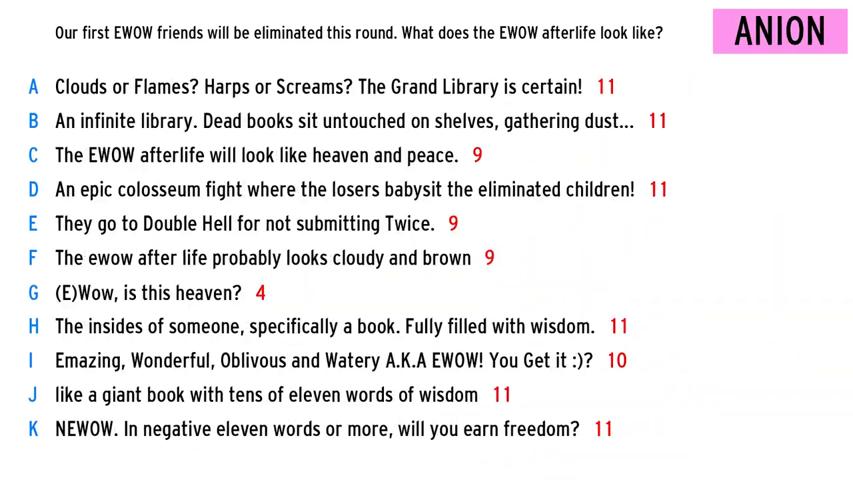 Our first EWOW friends will be eliminated this round. What does the EWOW afterlife look like?
ANION
A Clouds or Flames? Harps or Screams? The Grand Library is certain! 11
B An infinite library. Dead books sit untouched on shelves, gathering dust... 11
C The EWOW afterlife will look like heaven and peace. 9
D An epic colosseum fight where the losers babysit the eliminated children! 11
E They go to Double Hell for not submitting Twice. 9
F The ewow after life probably looks cloudy and brown 9
G (E)Wow, is this heaven? 4
H The insides of someone, specifically a book. Fully filled with wisdom. 11
I Emazing, Wonderful, Oblivous and Watery A.K.A EWOW! You Get it :)? 10
J like a giant book with tens of eleven words of wisdom 11
K NEWOW. In negative eleven words or more, will you earn freedom? 11